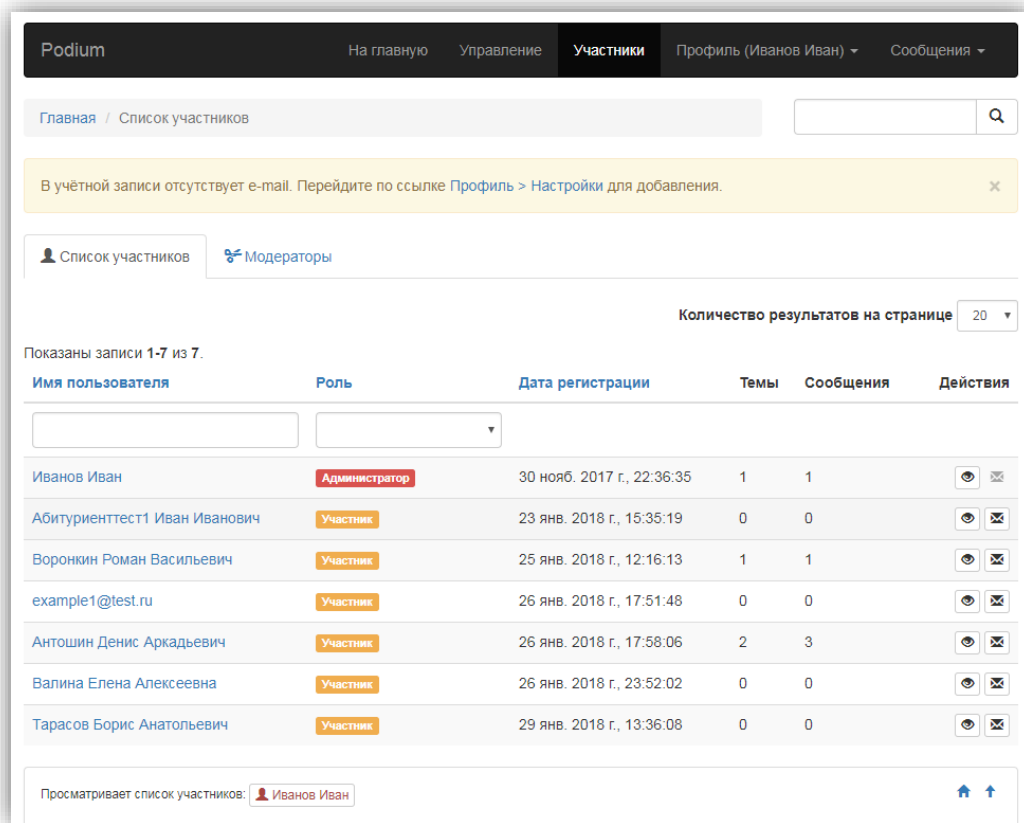 Podium На главную Управление Участники Профиль (Иванов Иван) Сообщения
Главная / Список участников
В учётной записи отсутствует e-mail. Перейдите по ссылке Профиль > Настройки для добавления. ×
Список участников Модераторы
Количество результатов на странице 20
Показаны записи 1-7 из 7.
Имя пользователя Роль Дата регистрации Темы Сообщения Действия
Иванов Иван Администратор 30 нояб. 2017 г., 22:36:35 1 1
Абитуриенттест1 Иван Иванович Участник 23 янв. 2018 г., 15:35:19 0 0
Воронкин Роман Васильевич Участник 25 янв. 2018 г., 12:16:13 1 1
example1@test.ru Участник 26 янв. 2018 г., 17:51:48 0 0
Антошин Денис Аркадьевич Участник 26 янв. 2018 г., 17:58:06 2 3
Валина Елена Алексеевна Участник 26 янв. 2018 г., 23:52:02 0 0
Тарасов Борис Анатольевич Участник 29 янв. 2018 г., 13:36:08 0 0
Просматривает список участников: Иванов Иван